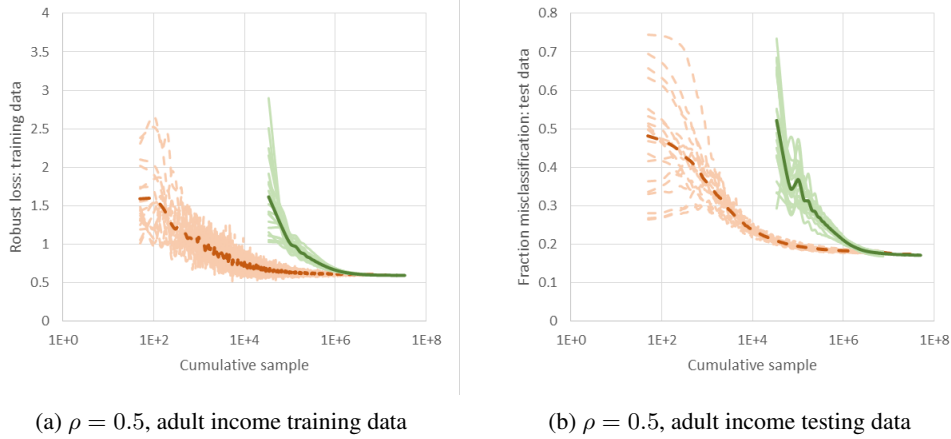 4
3.5
3
2.5
2
1.5
1
0.5
0
Robust loss: training data
1E+0 1E+2 1E+4 1E+6 1E+8
Cumulative sample
(a) ρ = 0.5, adult income training data
0.8
0.7
0.6
0.5
0.4
0.3
0.2
0.1
0
Fraction misclassification: test data
1E+0 1E+2 1E+4 1E+6 1E+8
Cumulative sample
(b) ρ = 0.5, adult income testing data